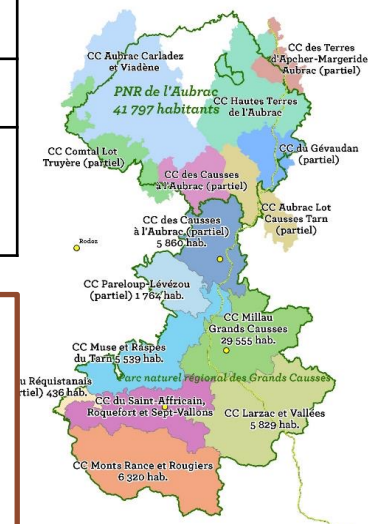 CC Aubrac Carladez
et Viadène
CC des Terres
d'Apcher-Margeride
Aubrac (partiel)
PNR de l'Aubrac
41 797 habitants
CC Hautes Terres
de l'Aubrac
CC Comtal Lot
Truyère (partiel)
CC du Gévaudan
(partiel)
CC des Causses
à l'Aubrac (partiel)
CC Aubrac Lot
Causses Tarn
(partiel)
CC des Causses
à l'Aubrac (partiel)
5 860 hab.
Rodez
CC Pareloup-Lévézou
(partiel) 1 764 hab.
CC Millau
Grands Causses
29 555 hab.
CC Muse et Raspes
du Tarn 5 539 hab.
Parc naturel régional des Grands Causses
u Réquistanais
rtiel) 436 hab.
CC du Saint-Affricain,
Roquefort et Sept-Vallons
CC Larzac et Vallées
5 829 hab.
CC Monts Rance et Rougiers
6 320 hab.